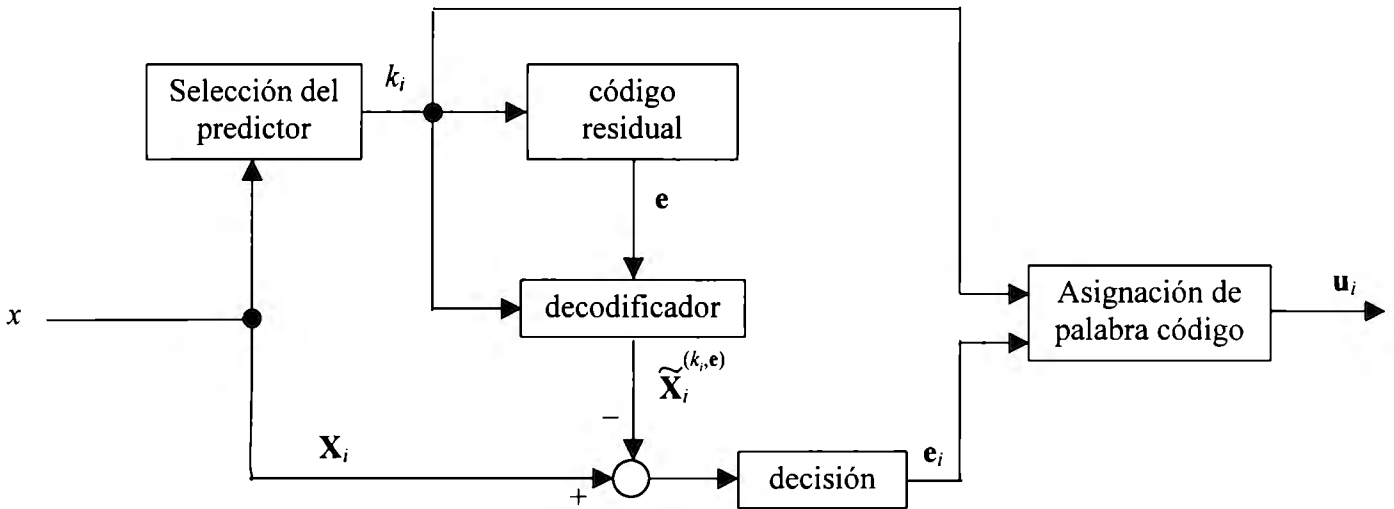 Selección del
predictor
k_i
código
residual
e
x
decodificador
Asignación de
palabra código
u_i
X̃_i^(k_i,e)
−
X_i
+
decisión
e_i